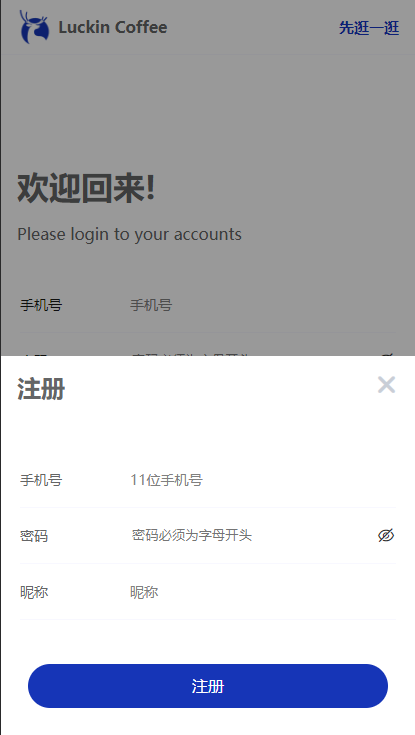 Luckin Coffee 先逛一逛
欢迎回来!
Please login to your accounts
手机号 手机号
注册
手机号 11位手机号
密码 密码必须为字母开头
昵称 昵称
注册